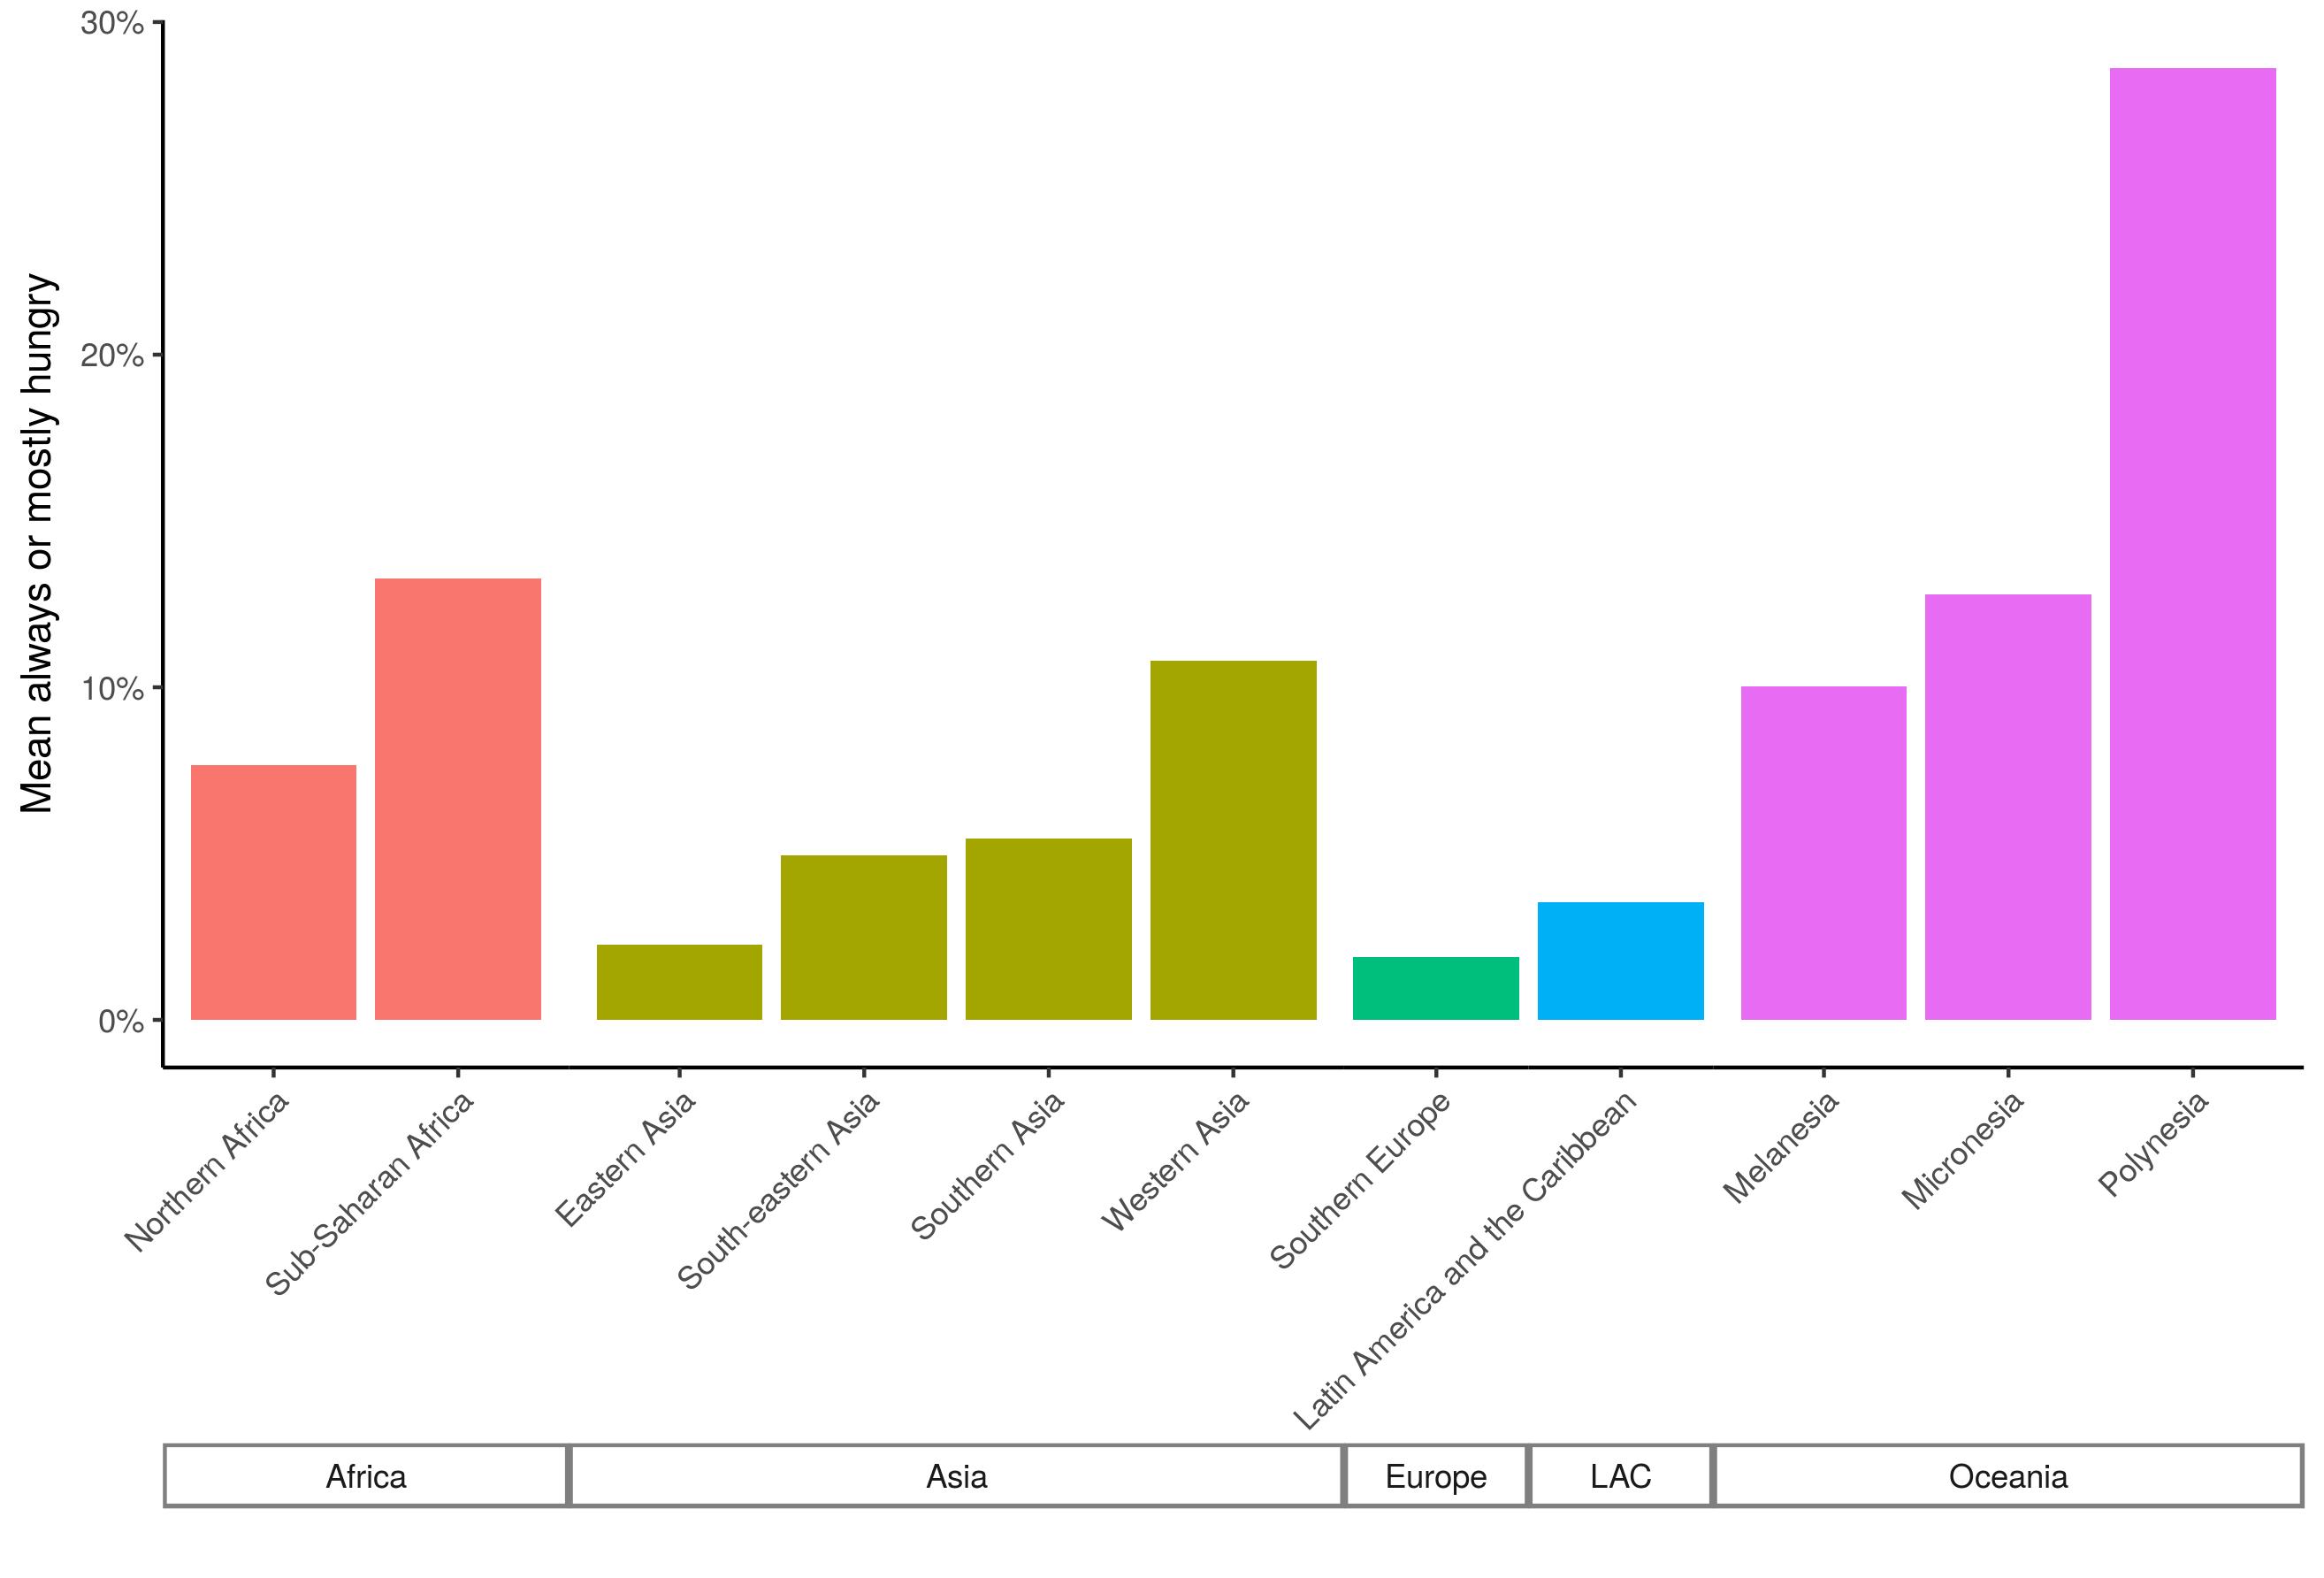 Mean always or mostly hungry
30%
20%
10%
0%
Northern Africa
Sub-Saharan Africa
Eastern Asia
South-eastern Asia
Southern Asia
Western Asia
Southern Europe
Latin America and the Caribbean
Melanesia
Micronesia
Polynesia
Africa
Asia
Europe
LAC
Oceania